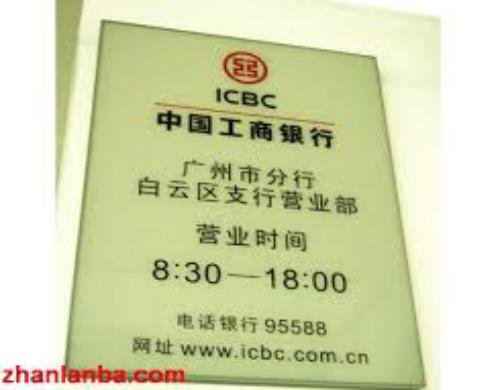 ICBC
中国工商银行
广州市分行
白云区支行营业部
营业时间
8:30—18:00
电话银行 95588
网址 www.icbc.com.cn
zhanlanba.com